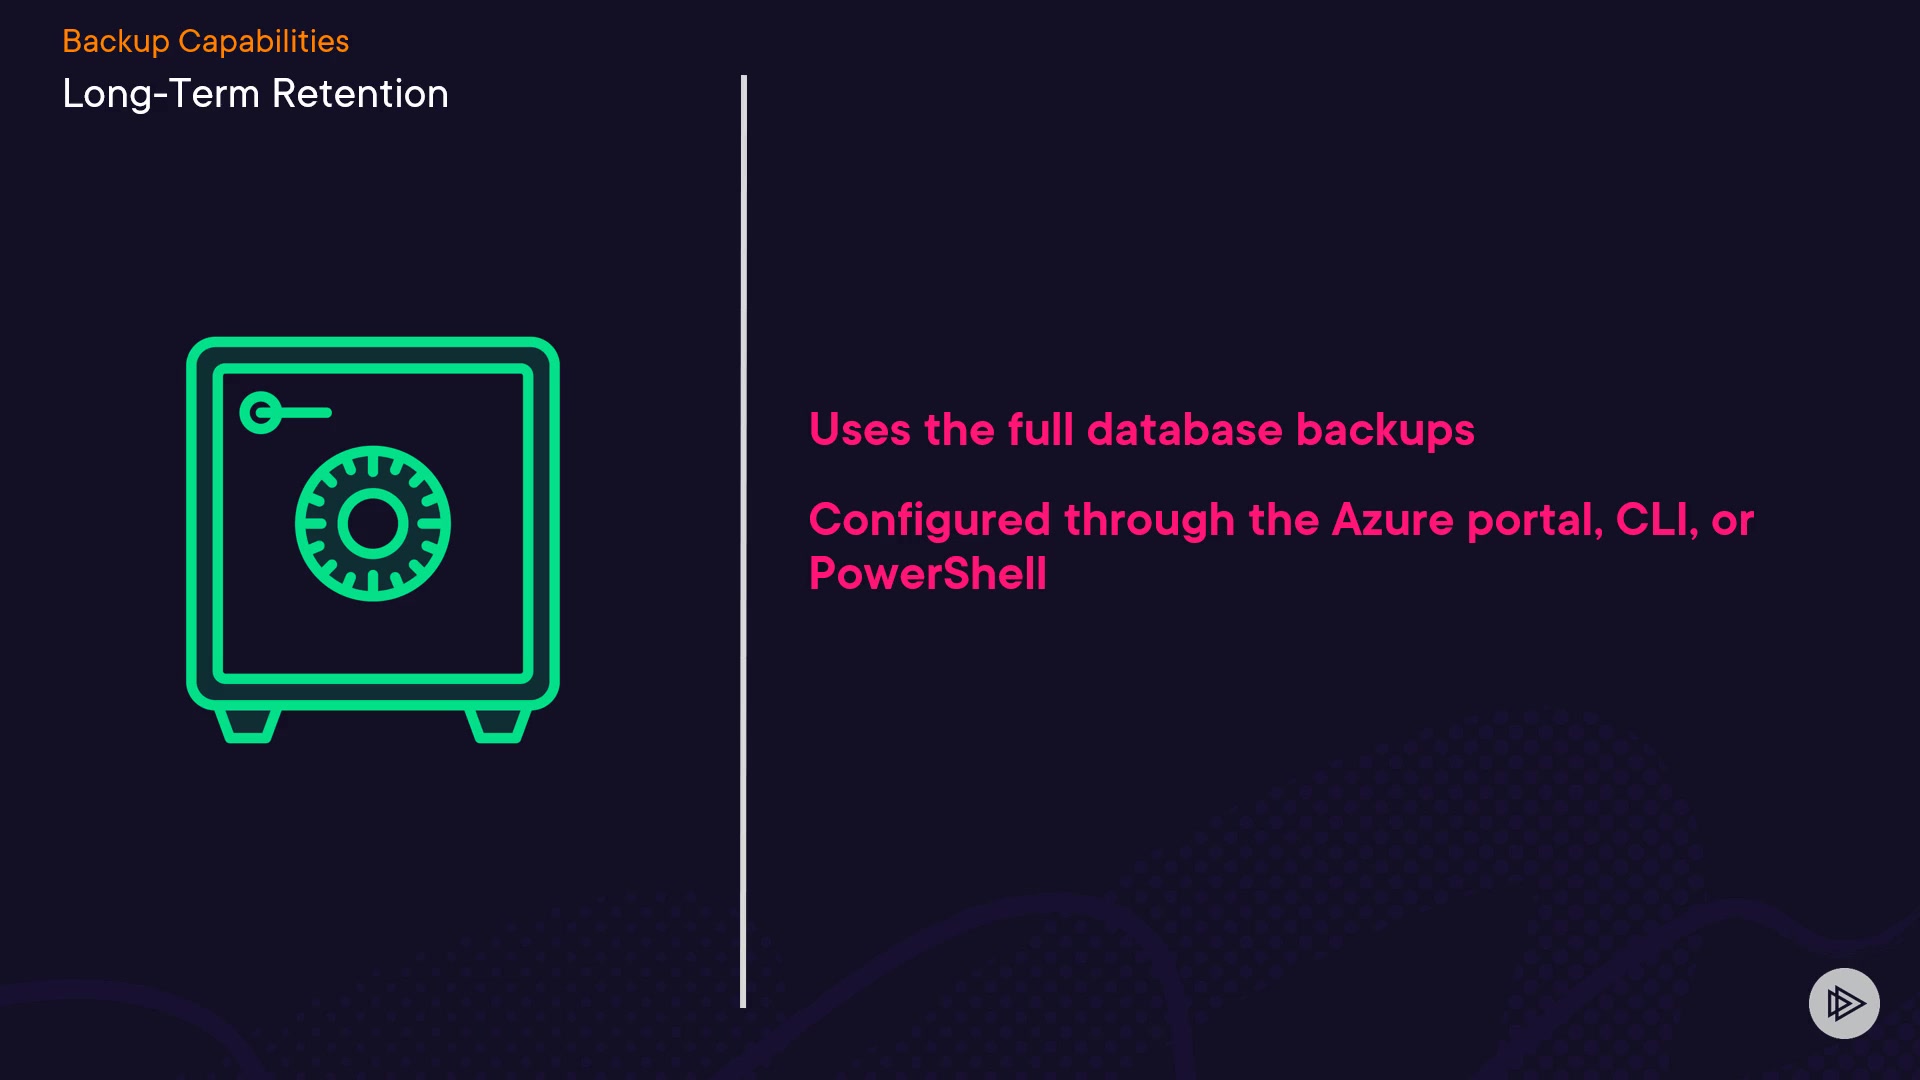 Backup Capabilities
Long-Term Retention
Uses the full database backups
Configured through the Azure portal, CLI, or
PowerShell